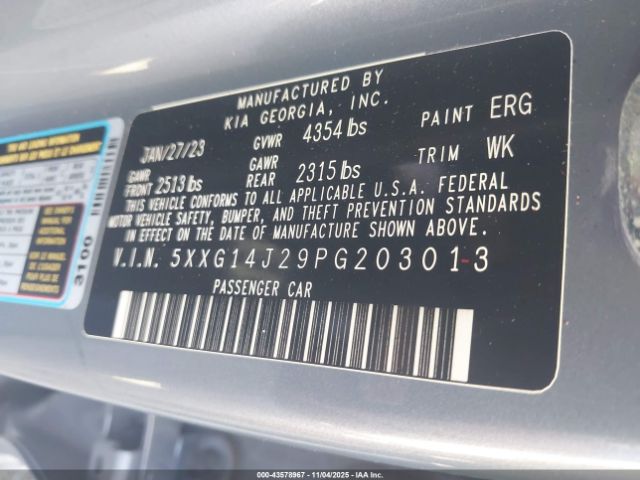 MANUFACTURED BY
KIA GEORGIA, INC.
JAN/27/23 GVWR 4354 lbs PAINT ERG
GAWR FRONT 2513 lbs GAWR REAR 2315 lbs TRIM WK
THIS VEHICLE CONFORMS TO ALL APPLICABLE U.S.A. FEDERAL
MOTOR VEHICLE SAFETY, BUMPER, AND THEFT PREVENTION STANDARDS
IN EFFECT ON THE DATE OF MANUFACTURE SHOWN ABOVE.
V.I.N. 5XXG14J29PG203013
PASSENGER CAR
3100
000-43578967 - 11/04/2025 - IAA Inc.